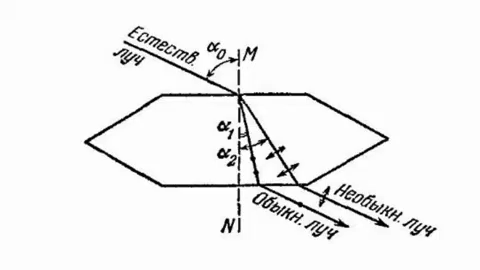 Естеств.
луч
α₀
M
α₁
α₂
N
Обыкн. луч
Необыкн. луч